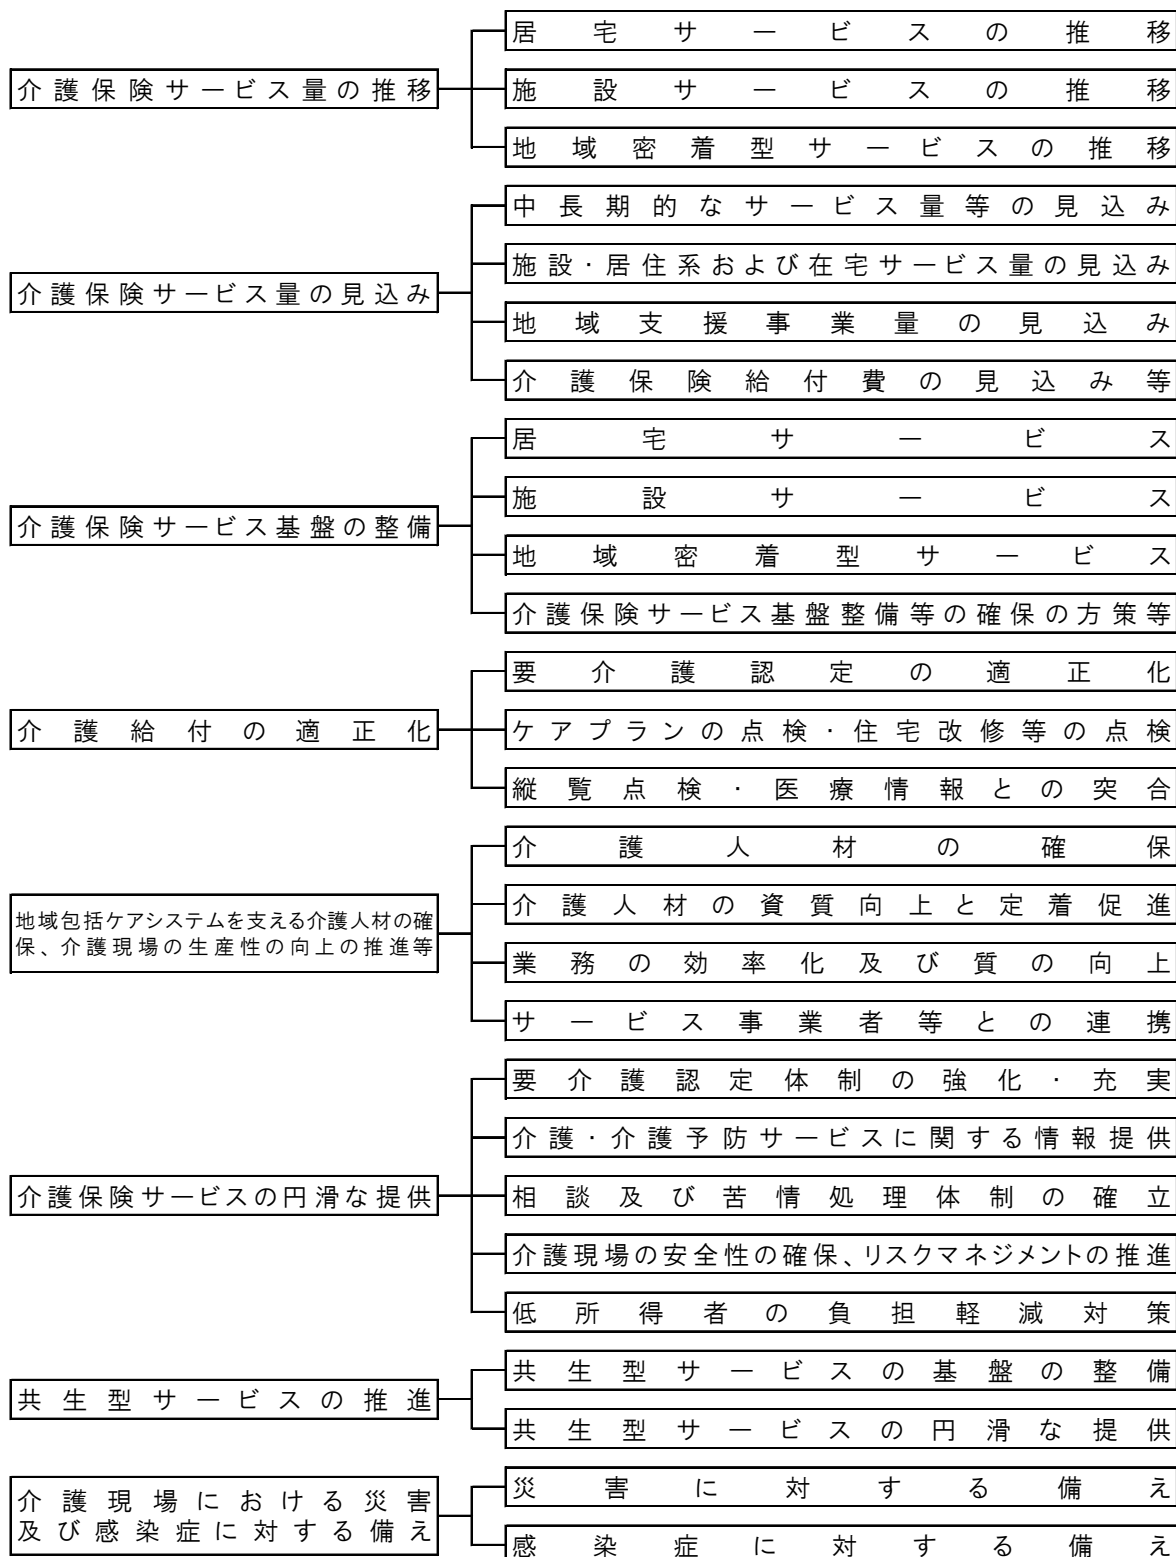 介護保険サービス量の推移
居宅サービスの推移
施設サービスの推移
地域密着型サービスの推移
介護保険サービス量の見込み
中長期的なサービス量等の見込み
施設・居住系および在宅サービス量の見込み
地域支援事業量の見込み
介護保険給付費の見込み等
介護保険サービス基盤の整備
居宅サービス
施設サービス
地域密着型サービス
介護保険サービス基盤整備等の確保の方策等
介護給付の適正化
要介護認定の適正化
ケアプランの点検・住宅改修等の点検
縦覧点検・医療情報との突合
地域包括ケアシステムを支える介護人材の確
保、介護現場の生産性の向上の推進等
介護人材の確保
介護人材の資質向上と定着促進
業務の効率化及び質の向上
サービス事業者等との連携
介護保険サービスの円滑な提供
要介護認定体制の強化・充実
介護・介護予防サービスに関する情報提供
相談及び苦情処理体制の確立
介護現場の安全性の確保、リスクマネジメントの推進
低所得者の負担軽減対策
共生型サービスの推進
共生型サービスの基盤の整備
共生型サービスの円滑な提供
介護現場における災害
及び感染症に対する備え
災害に対する備え
感染症に対する備え